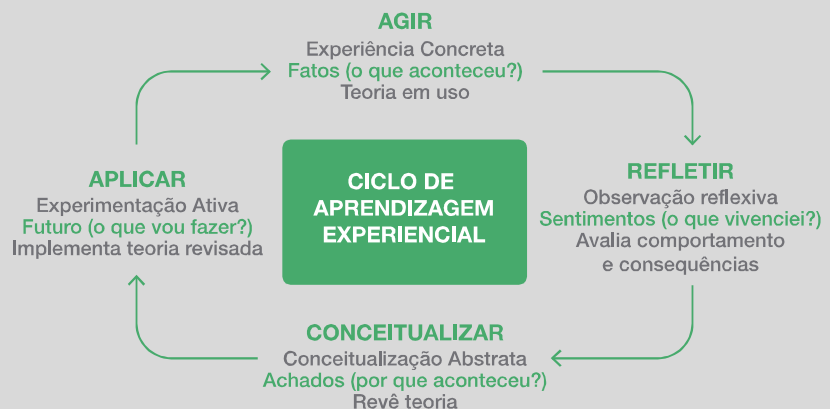 AGIR
Experiência Concreta
Fatos (o que aconteceu?)
Teoria em uso
REFLETIR
Observação reflexiva
Sentimentos (o que vivenciei?)
Avalia comportamento
e consequências
CONCEITUALIZAR
Conceitualização Abstrata
Achados (por que aconteceu?)
Revê teoria
APLICAR
Experimentação Ativa
Futuro (o que vou fazer?)
Implementa teoria revisada
CICLO DE
APRENDIZAGEM
EXPERIENCIAL